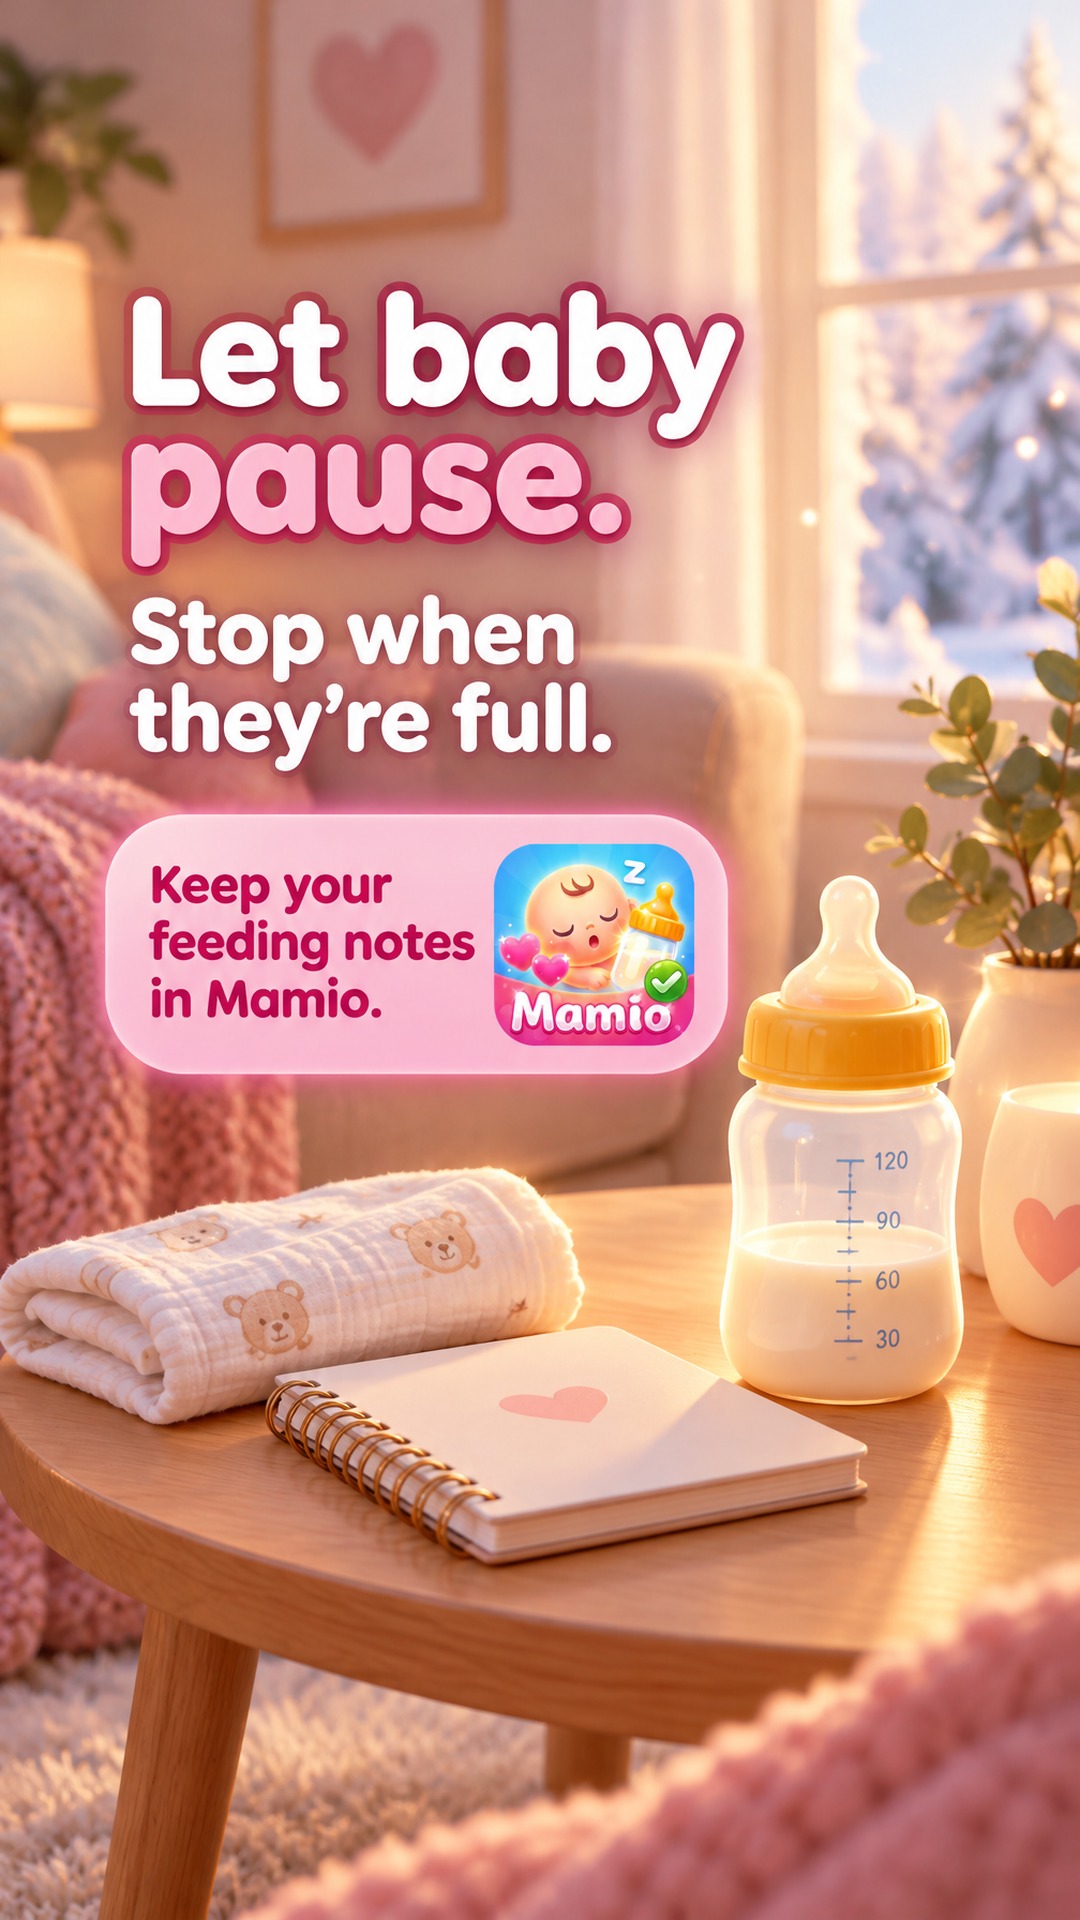 Let baby
pause.
Stop when
they’re full.
Keep your
feeding notes
in Mamio.
z
Mamio
120
90
60
30